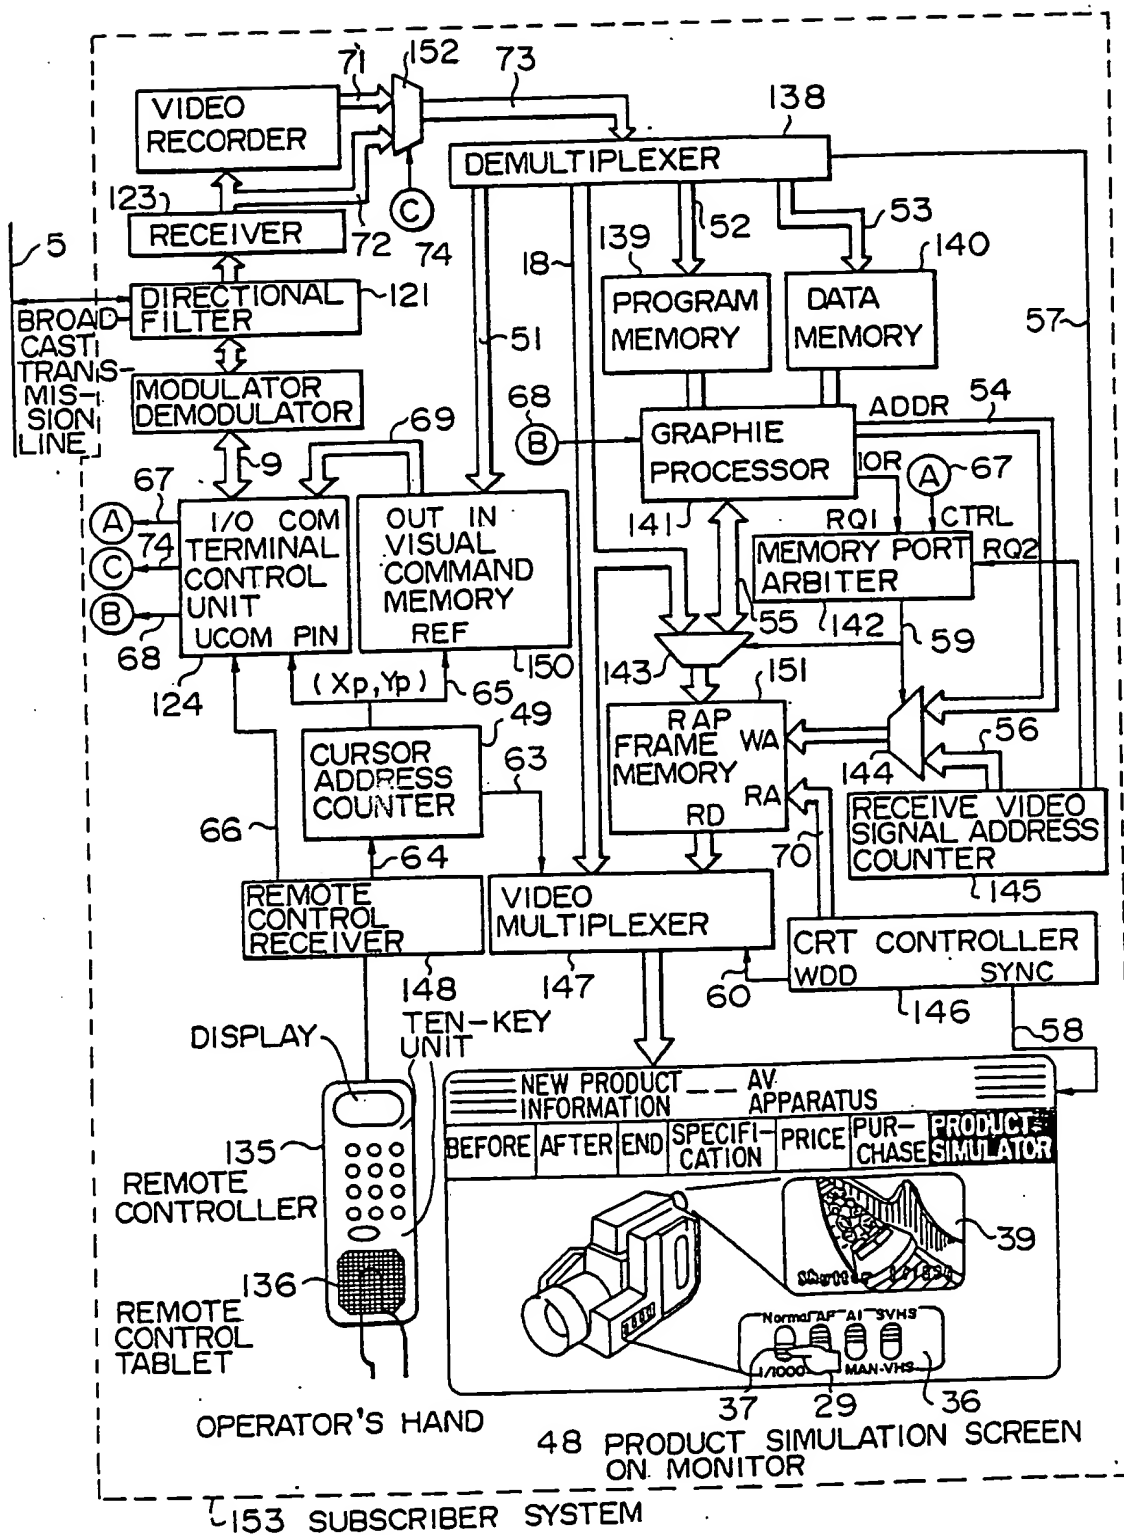 71
152
73
138
VIDEO
RECORDER
DEMULTIPLEXER
123
RECEIVER
72
C
74
5
18
139
52
53
140
DIRECTIONAL
FILTER
121
BROAD
CAST
TRANS-
MIS-
SION
LINE
PROGRAM
MEMORY
DATA
MEMORY
57
51
MODULATOR
DEMODULATOR
69
68
B
GRAPHIE
PROCESSOR
ADDR
54
IOR
A
67
9
67
A
74
C
B
68
I/O COM
TERMINAL
CONTROL
UNIT
UCOM PIN
OUT IN
VISUAL
COMMAND
MEMORY
REF
141
RQ1
CTRL
MEMORY PORT
ARBITER
RQ2
55
142
59
124
(Xp,Yp)
65
150
143
151
49
CURSOR
ADDRESS
COUNTER
63
RAP
FRAME
MEMORY
WA
RA
RD
144
56
66
64
70
RECEIVE VIDEO
SIGNAL ADDRESS
COUNTER
145
REMOTE
CONTROL
RECEIVER
148
VIDEO
MULTIPLEXER
147
60
CRT CONTROLLER
WDD
SYNC
146
58
DISPLAY
TEN-KEY
UNIT
NEW PRODUCT
INFORMATION
AV
APPARATUS
BEFORE
AFTER
END
SPECIFI-
CATION
PRICE
PUR-
CHASE
PRODUCT
SIMULATOR
135
REMOTE
CONTROLLER
39
Shutter
136
REMOTE
CONTROL
TABLET
Normal AF AI SVHS
1/1000
MAN-VHS
37
29
36
OPERATOR'S HAND
48 PRODUCT SIMULATION SCREEN
ON MONITOR
153 SUBSCRIBER SYSTEM